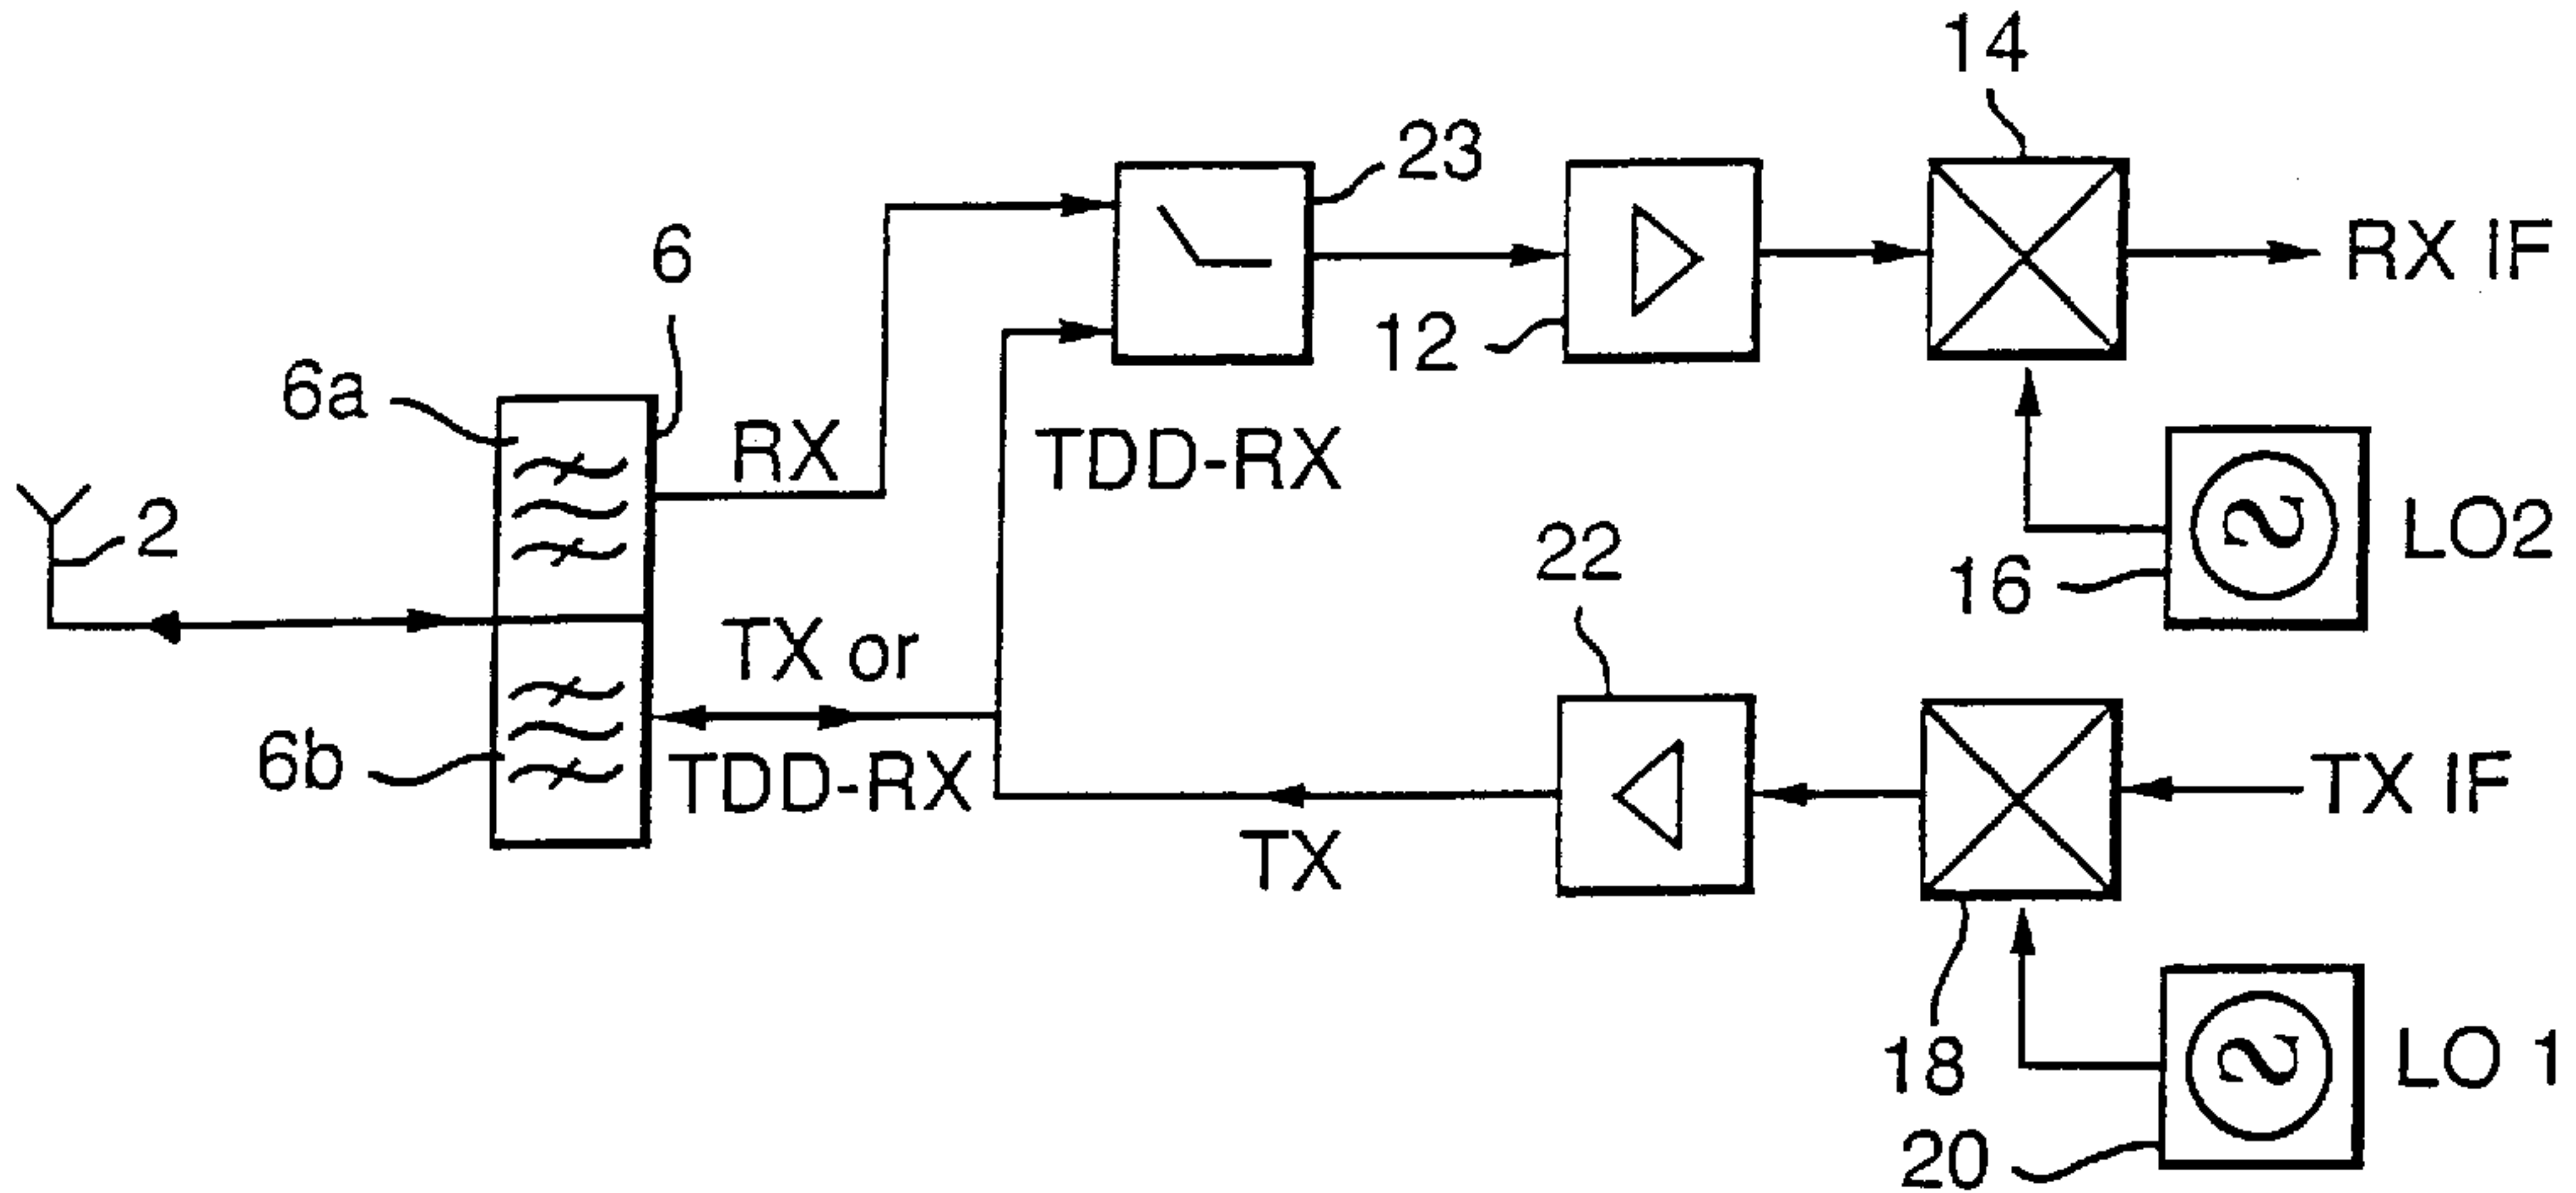 14
23
6
RX IF
12
6a
RX
TDD-RX
2
22
LO2
16
TX or
6b
TDD-RX
TX IF
TX
18
LO 1
20